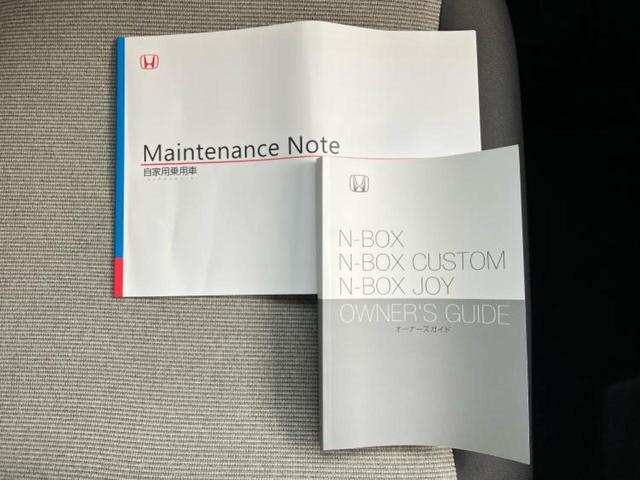 Maintenance Note
自家用乗用車
N-BOX
N-BOX CUSTOM
N-BOX JOY
OWNER'S GUIDE
オーナーズガイド